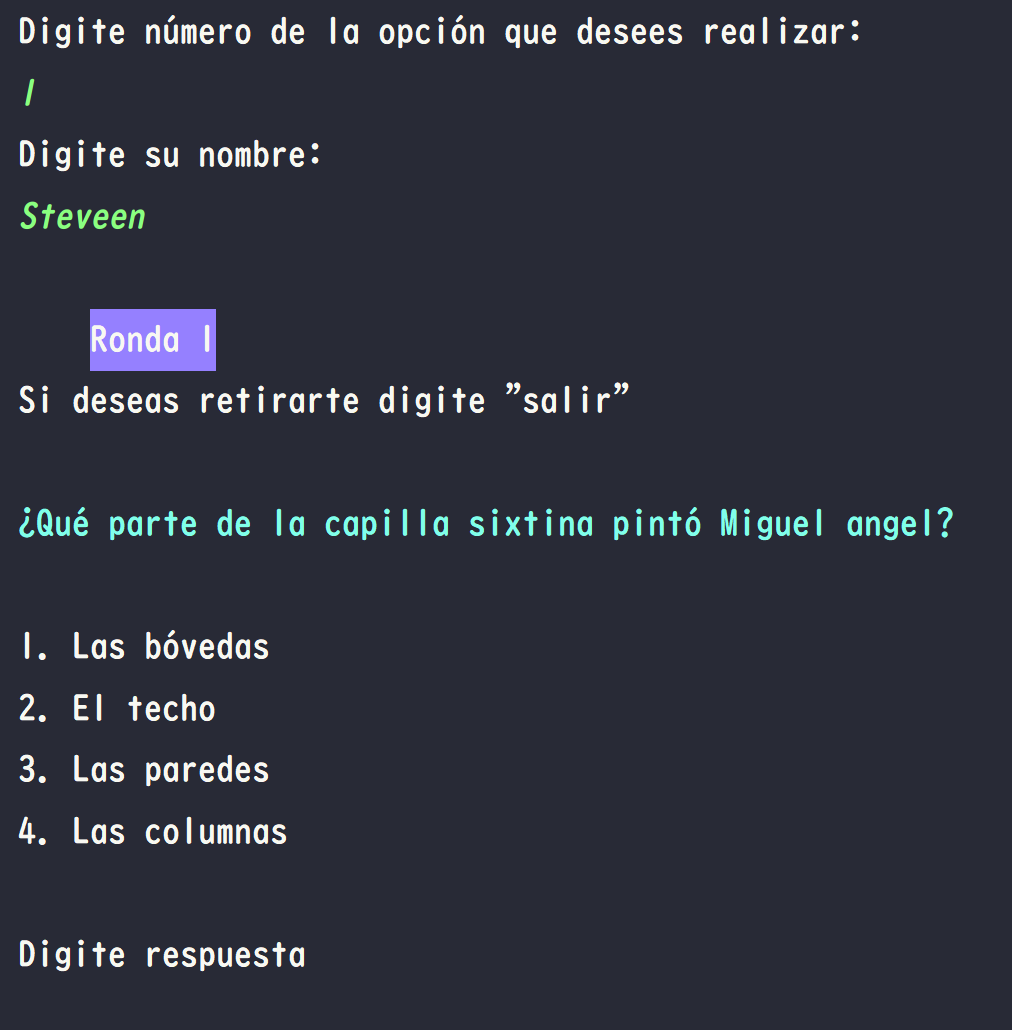 Digite número de la opción que desees realizar:
1
Digite su nombre:
Steveen
Ronda 1
Si deseas retirarte digite ”salir”
¿Qué parte de la capilla sixtina pintó Miguel angel?
1. Las bóvedas
2. El techo
3. Las paredes
4. Las columnas
Digite respuesta